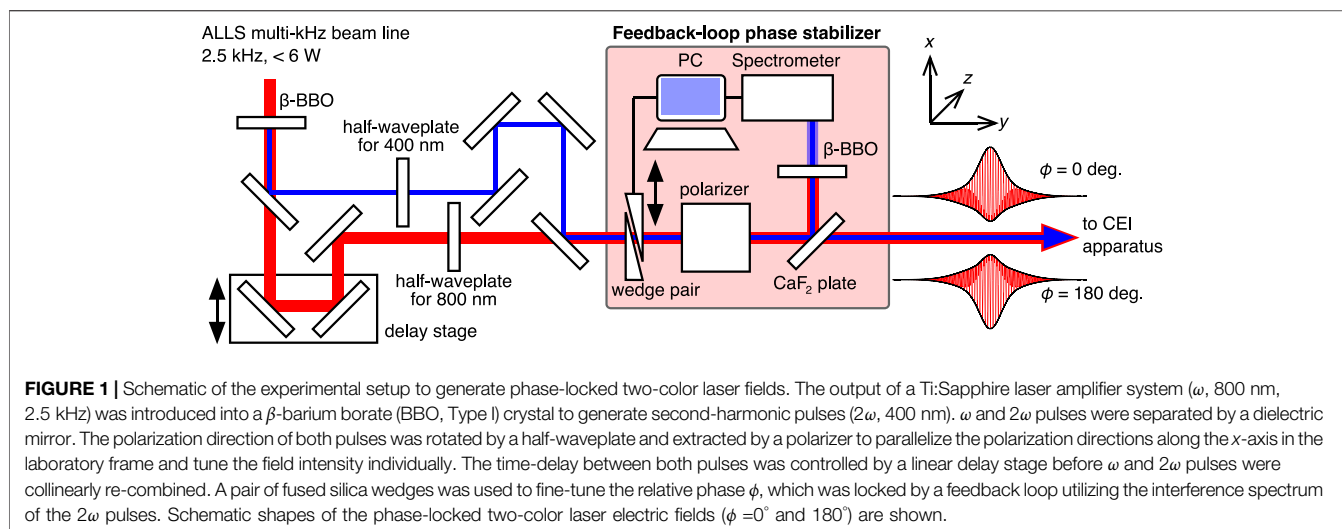 ALLS multi-kHz beam line
2.5 kHz, < 6 W
β-BBO
half-waveplate
for 400 nm
half-waveplate
for 800 nm
delay stage
Feedback-loop phase stabilizer
PC
Spectrometer
β-BBO
polarizer
wedge pair
CaF₂ plate
x
z
y
ϕ = 0 deg.
to CEI
apparatus
ϕ = 180 deg.
FIGURE 1 | Schematic of the experimental setup to generate phase-locked two-color laser fields. The output of a Ti:Sapphire laser amplifier system (ω, 800 nm,
2.5 kHz) was introduced into a β-barium borate (BBO, Type I) crystal to generate second-harmonic pulses (2ω, 400 nm). ω and 2ω pulses were separated by a dielectric
mirror. The polarization direction of both pulses was rotated by a half-waveplate and extracted by a polarizer to parallelize the polarization directions along the x-axis in the
laboratory frame and tune the field intensity individually. The time-delay between both pulses was controlled by a linear delay stage before ω and 2ω pulses were
collinearly re-combined. A pair of fused silica wedges was used to fine-tune the relative phase ϕ, which was locked by a feedback loop utilizing the interference spectrum
of the 2ω pulses. Schematic shapes of the phase-locked two-color laser electric fields (ϕ =0° and 180°) are shown.